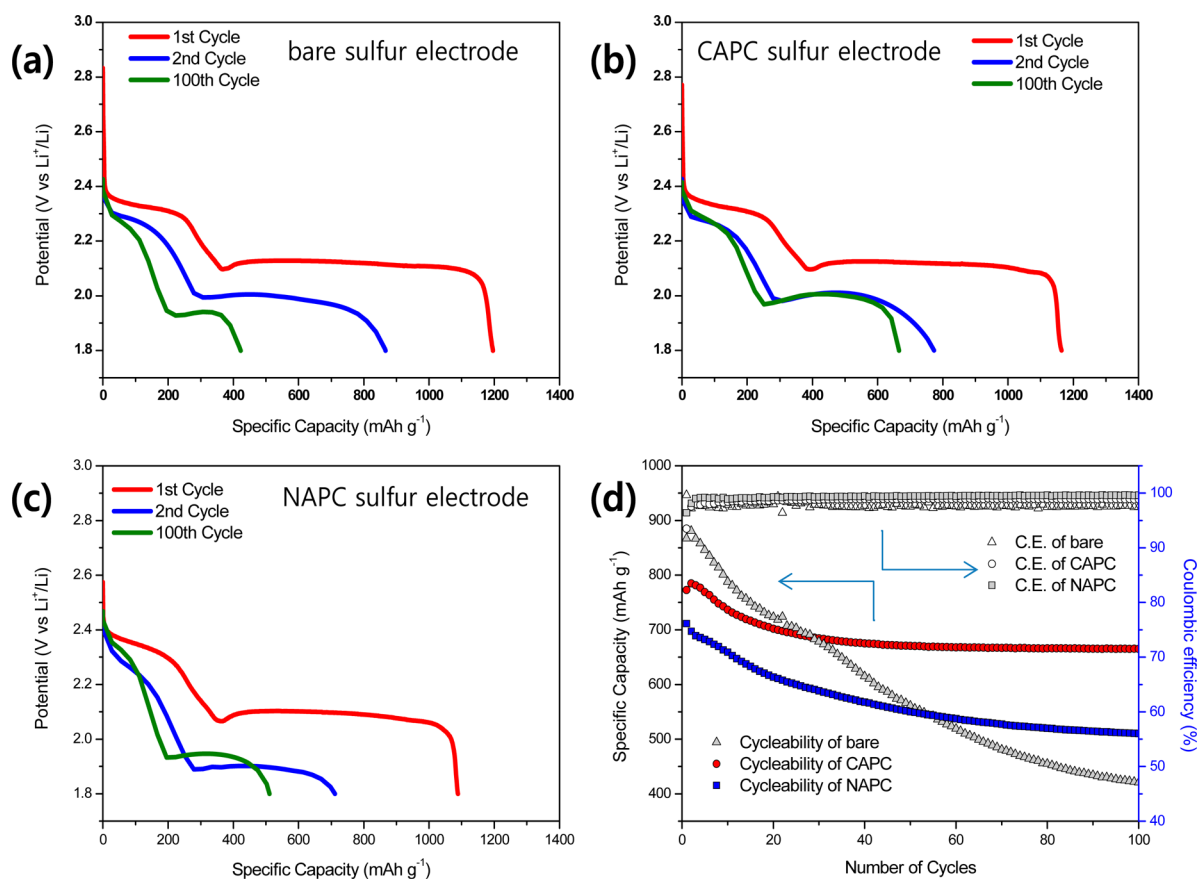 (a)
bare sulfur electrode
1st Cycle
2nd Cycle
100th Cycle
Potential (V vs Li⁺/Li)
3.0
2.8
2.6
2.4
2.2
2.0
1.8
0 200 400 600 800 1000 1200 1400
Specific Capacity (mAh g⁻¹)
(b)
CAPC sulfur electrode
1st Cycle
2nd Cycle
100th Cycle
Potential (V vs Li⁺/Li)
3.0
2.8
2.6
2.4
2.2
2.0
1.8
0 200 400 600 800 1000 1200 1400
Specific Capacity (mAh g⁻¹)
(c)
NAPC sulfur electrode
1st Cycle
2nd Cycle
100th Cycle
Potential (V vs Li⁺/Li)
3.0
2.8
2.6
2.4
2.2
2.0
1.8
0 200 400 600 800 1000 1200 1400
Specific Capacity (mAh g⁻¹)
(d)
Specific Capacity (mAh g⁻¹)
1000
900
800
700
600
500
400
C.E. of bare
C.E. of CAPC
C.E. of NAPC
Cycleability of bare
Cycleability of CAPC
Cycleability of NAPC
100
90
80
70
60
50
40
Coulombic efficiency (%)
0 20 40 60 80 100
Number of Cycles